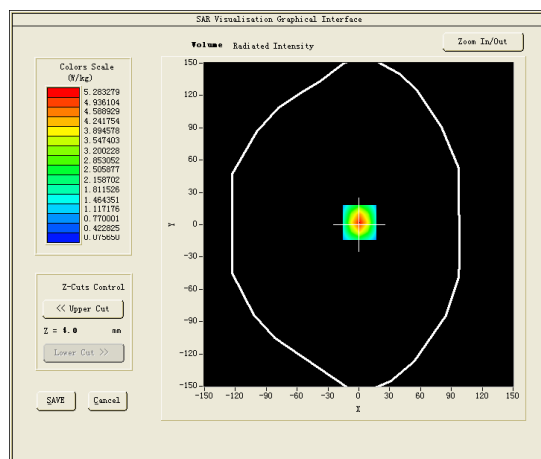 SAR Visualisation Graphical Interface
Volume Radiated Intensity
Zoom In/Out
Colors Scale
(W/kg)
5.283279
4.936104
4.588929
4.241754
3.894578
3.547403
3.200228
2.853052
2.505877
2.158702
1.811526
1.464351
1.117176
0.770001
0.422825
0.075650
150
120
90
60
30
0
-30
-60
-90
-120
-150
Y
-150 -120 -90 -60 -30 0 30 60 90 120 150
X
Z-Cuts Control
<< Upper Cut
Z = 4.0 mm
Lower Cut >>
SAVE Cancel